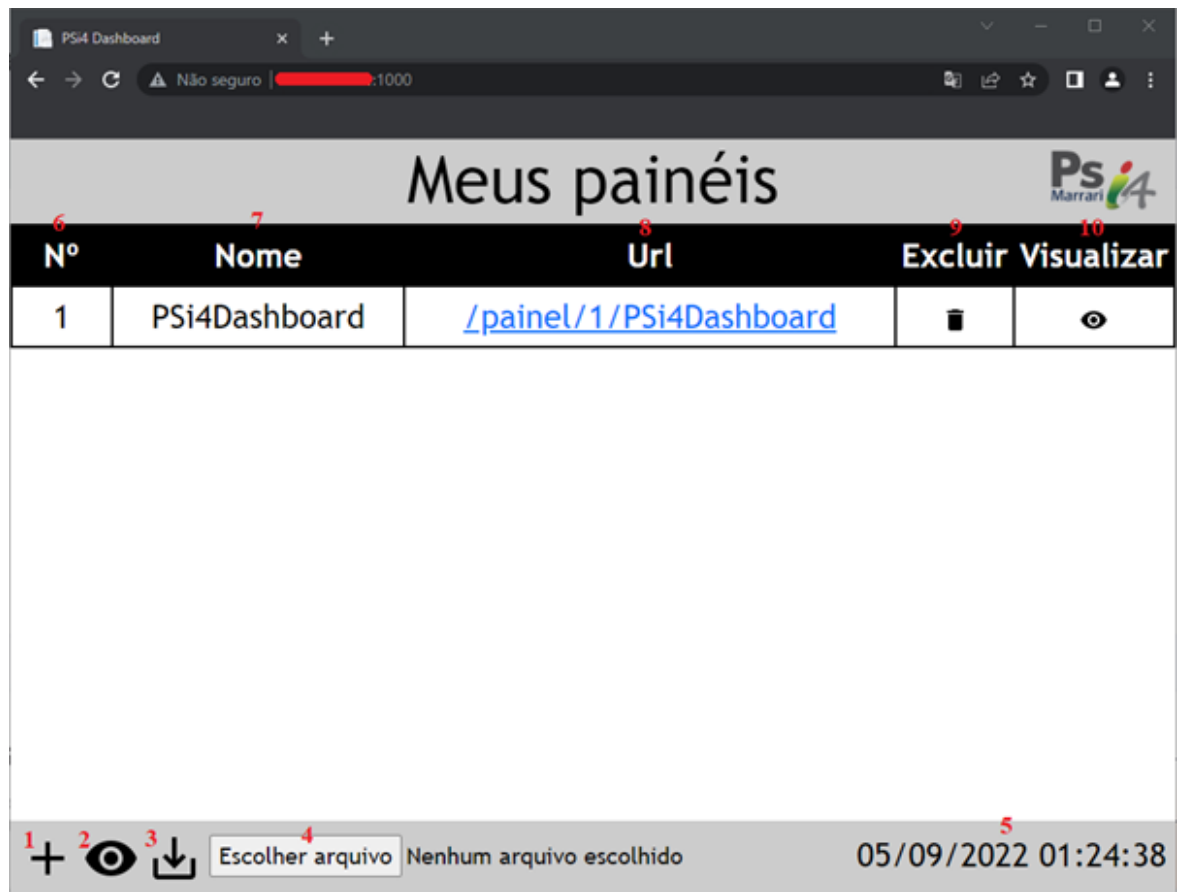 PSi4 Dashboard
Não seguro :1000
Meus painéis
Ps i4
Marrari
6 7 8 9 10
Nº Nome Url Excluir Visualizar
1 PSi4Dashboard /painel/1/PSi4Dashboard
1 2 3 4 5
Escolher arquivo Nenhum arquivo escolhido 05/09/2022 01:24:38